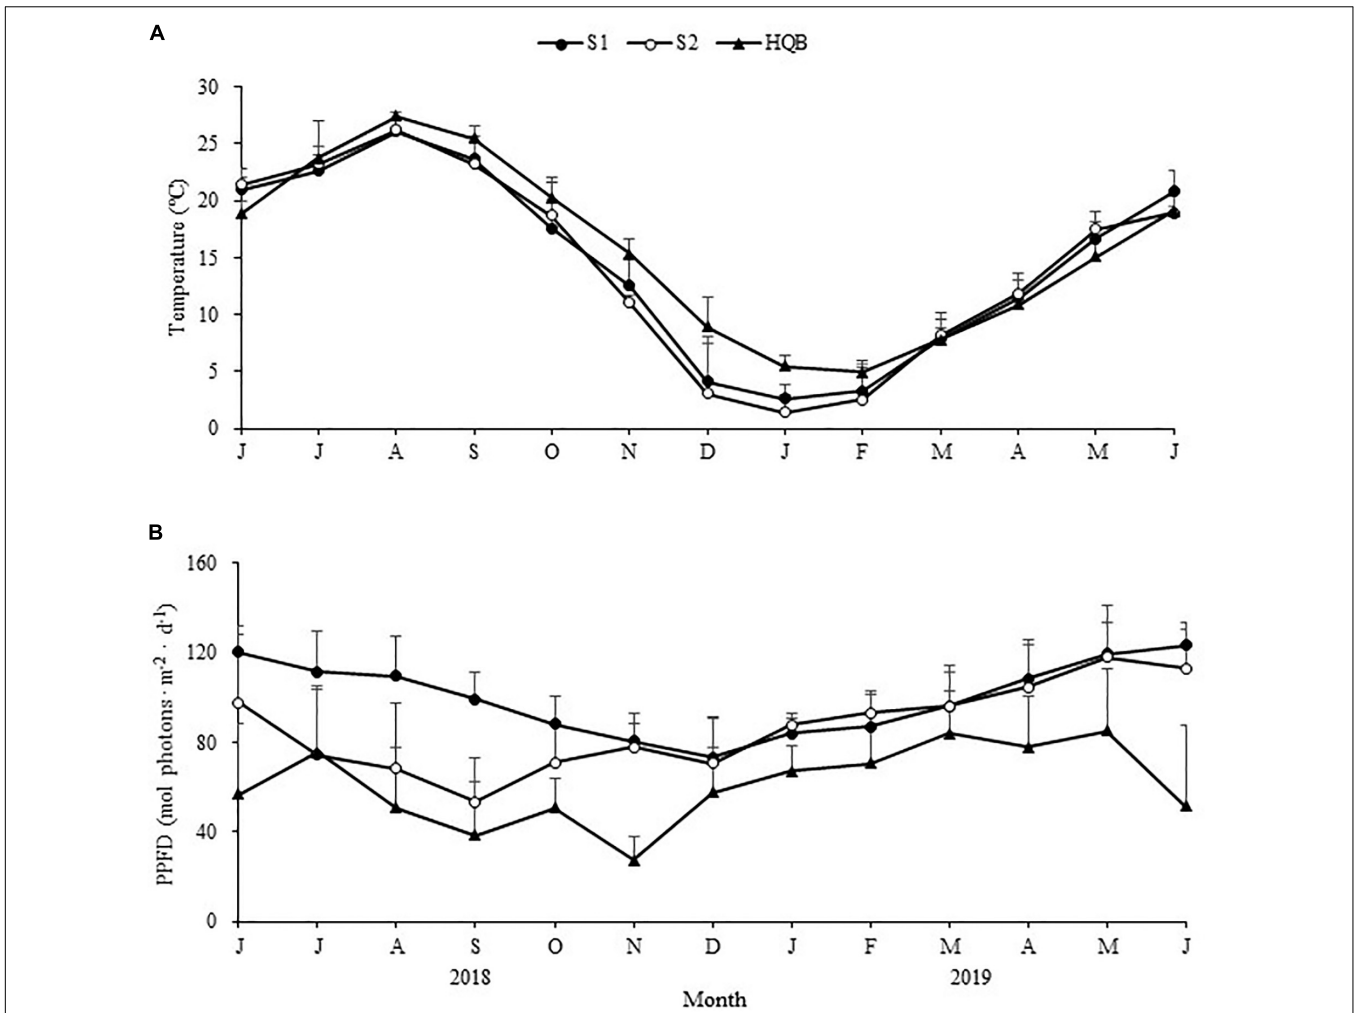 A
S1 S2 HQB
30
25
20
15
10
5
0
Temperature (ºC)
J J A S O N D J F M A M J
B
160
120
80
40
0
PPFD (mol photons · m-2 · d-1)
J J A S O N D J F M A M J
2018 2019
Month